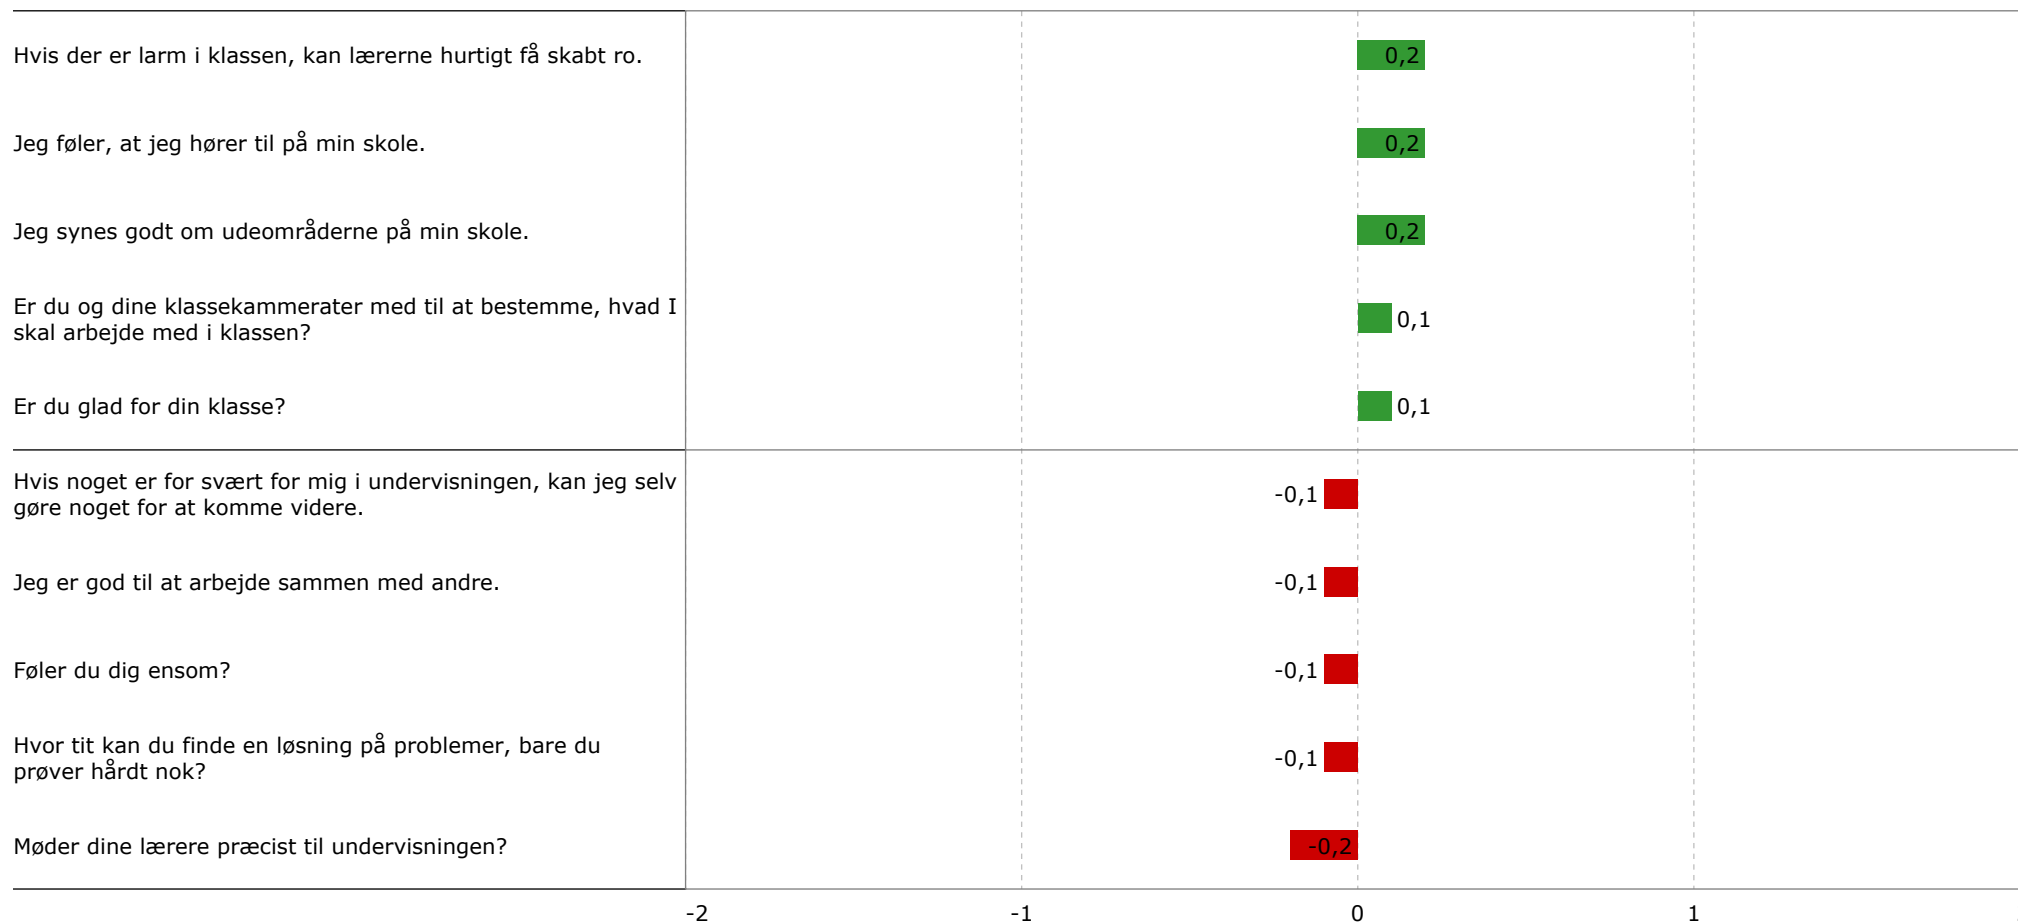 Hvis der er larm i klassen, kan lærerne hurtigt få skabt ro.
0,2
Jeg føler, at jeg hører til på min skole.
0,2
Jeg synes godt om udeområderne på min skole.
0,2
Er du og dine klassekammerater med til at bestemme, hvad I
skal arbejde med i klassen?
0,1
Er du glad for din klasse?
0,1
Hvis noget er for svært for mig i undervisningen, kan jeg selv
gøre noget for at komme videre.
-0,1
Jeg er god til at arbejde sammen med andre.
-0,1
Føler du dig ensom?
-0,1
Hvor tit kan du finde en løsning på problemer, bare du
prøver hårdt nok?
-0,1
Møder dine lærere præcist til undervisningen?
-0,2
-2 -1 0 1